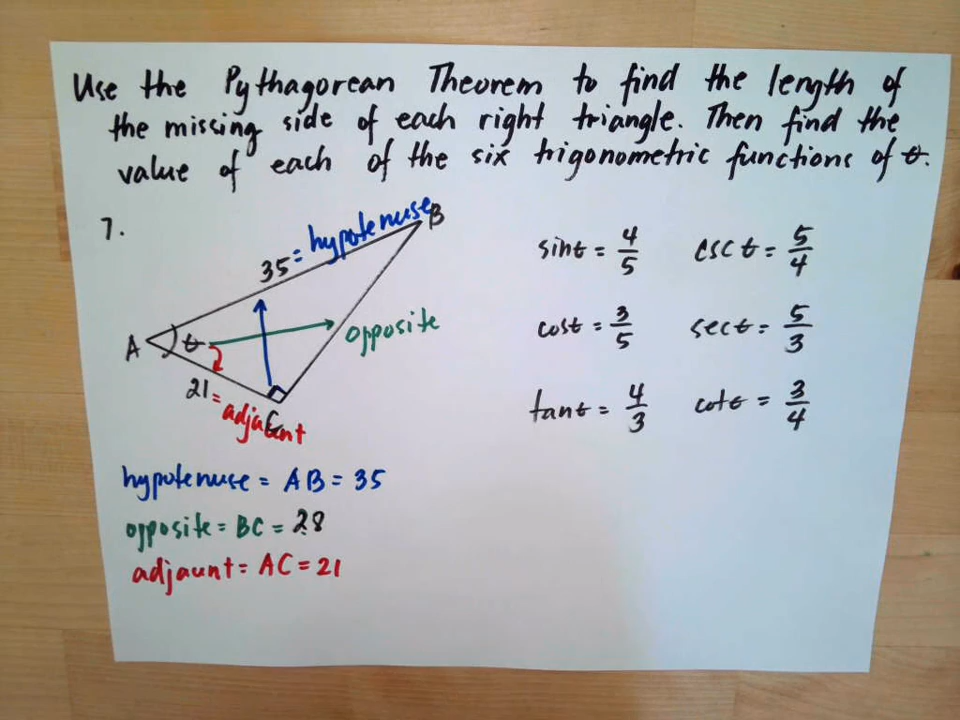 Use the Pythagorean Theorem to find the length of
the missing side of each right triangle. Then find the
value of each of the six trigonometric functions of θ.
7.
B
35 = hypotenuse
A
θ
opposite
21 = adjacent
C
hypotenuse = AB = 35
opposite = BC = 28
adjaunt = AC = 21
sinθ = 4/5 cscθ = 5/4
cosθ = 3/5 secθ = 5/3
tanθ = 4/3 cotθ = 3/4